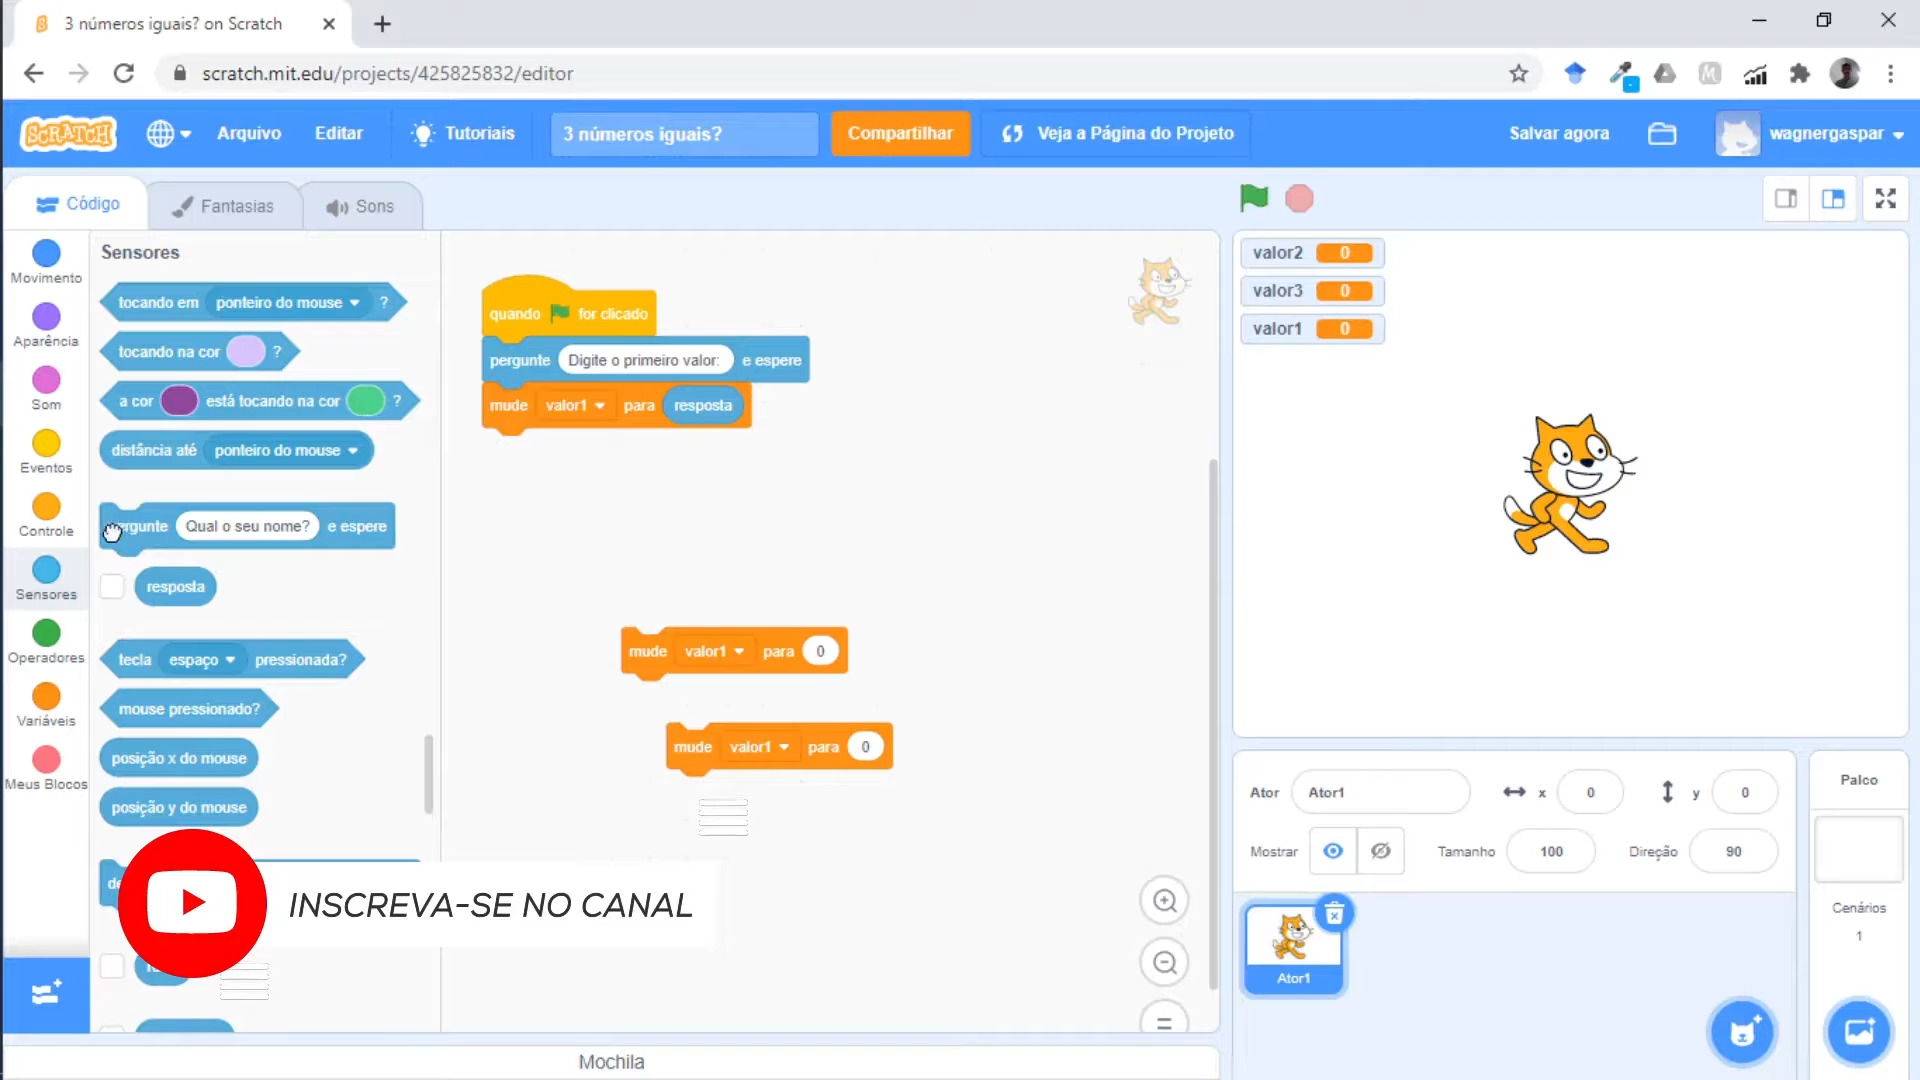 3 números iguais? on Scratch
scratch.mit.edu/projects/425825832/editor
SCRATCH
Arquivo
Editar
Tutoriais
3 números iguais?
Compartilhar
Veja a Página do Projeto
Salvar agora
wagnergaspar
Código
Fantasias
Sons
Movimento
Aparência
Som
Eventos
Controle
Sensores
Operadores
Variáveis
Meus Blocos
Sensores
tocando em ponteiro do mouse ?
tocando na cor ?
a cor está tocando na cor ?
distância até ponteiro do mouse
Qual o seu nome? e espere
resposta
tecla espaço pressionada?
mouse pressionado?
posição x do mouse
posição y do mouse
quando for clicado
pergunte Digite o primeiro valor: e espere
mude valor1 para resposta
mude valor1 para 0
mude valor1 para 0
INSCREVA-SE NO CANAL
Mochila
valor2 0
valor3 0
valor1 0
Ator Ator1 x 0 y 0
Mostrar Tamanho 100 Direção 90
Ator1
Palco
Cenários
1